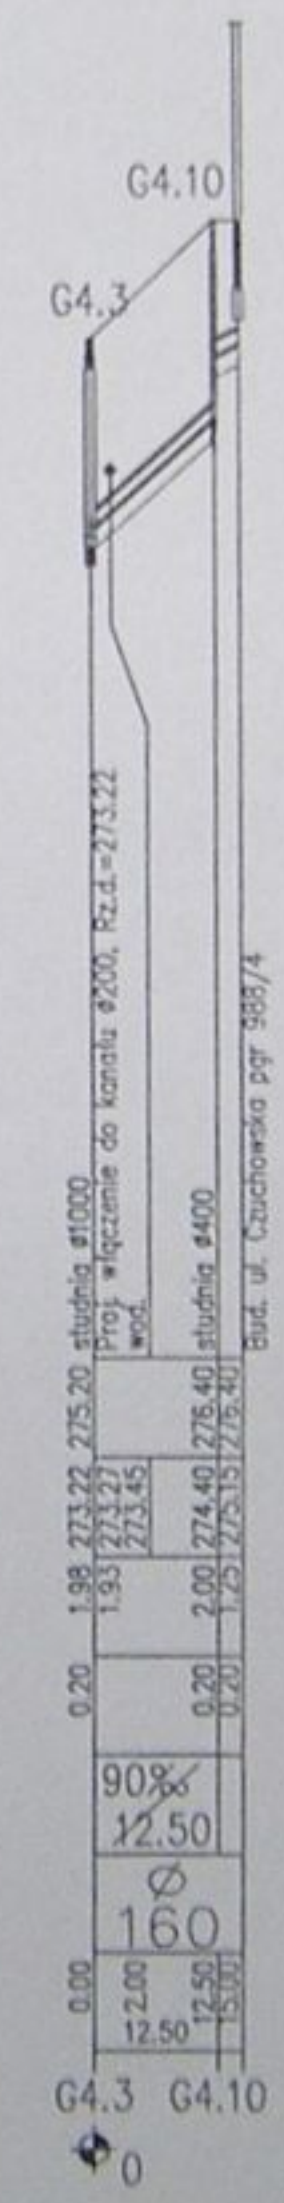 G4.10
G4.3
studnia ø1000
Proj. włączenie do kanału ø200, Rz.d.=273.22
wod.
studnia ø400
Bud. ul. Czuchowska pgr 988/4
275.20
276.40
276.40
273.22
273.27
273.45
274.40
275.15
1.98
1.93
2.00
1.25
0.20
0.20
0.20
90‰
12.50
Ø
160
0.00
2.00
12.50
15.00
12.50
G4.3 G4.10
0